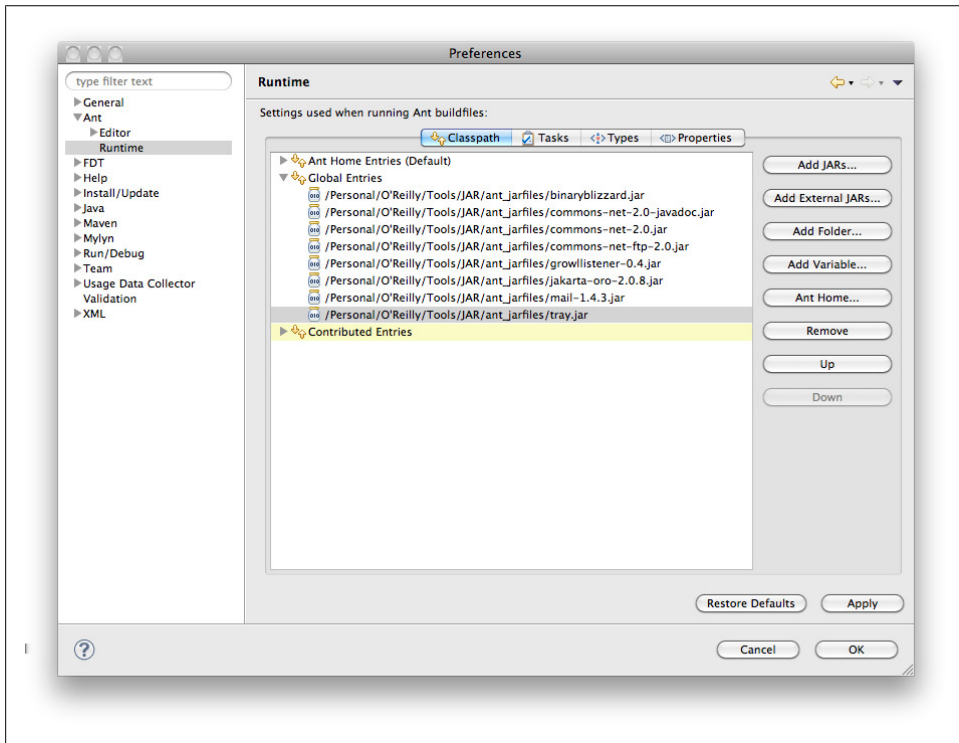 Preferences
type filter text
General
Ant
Editor
Runtime
FDT
Help
Install/Update
Java
Maven
Mylyn
Run/Debug
Team
Usage Data Collector
Validation
XML
Runtime
Settings used when running Ant buildfiles:
Classpath
Tasks
Types
Properties
Ant Home Entries (Default)
Global Entries
/Personal/O'Reilly/Tools/JAR/ant_jarfiles/binaryblizzard.jar
/Personal/O'Reilly/Tools/JAR/ant_jarfiles/commons-net-2.0-javadoc.jar
/Personal/O'Reilly/Tools/JAR/ant_jarfiles/commons-net-2.0.jar
/Personal/O'Reilly/Tools/JAR/ant_jarfiles/commons-net-ftp-2.0.jar
/Personal/O'Reilly/Tools/JAR/ant_jarfiles/growllistener-0.4.jar
/Personal/O'Reilly/Tools/JAR/ant_jarfiles/jakarta-oro-2.0.8.jar
/Personal/O'Reilly/Tools/JAR/ant_jarfiles/mail-1.4.3.jar
/Personal/O'Reilly/Tools/JAR/ant_jarfiles/tray.jar
Contributed Entries
Add JARs...
Add External JARs...
Add Folder...
Add Variable...
Ant Home...
Remove
Up
Down
Restore Defaults
Apply
?
Cancel
OK